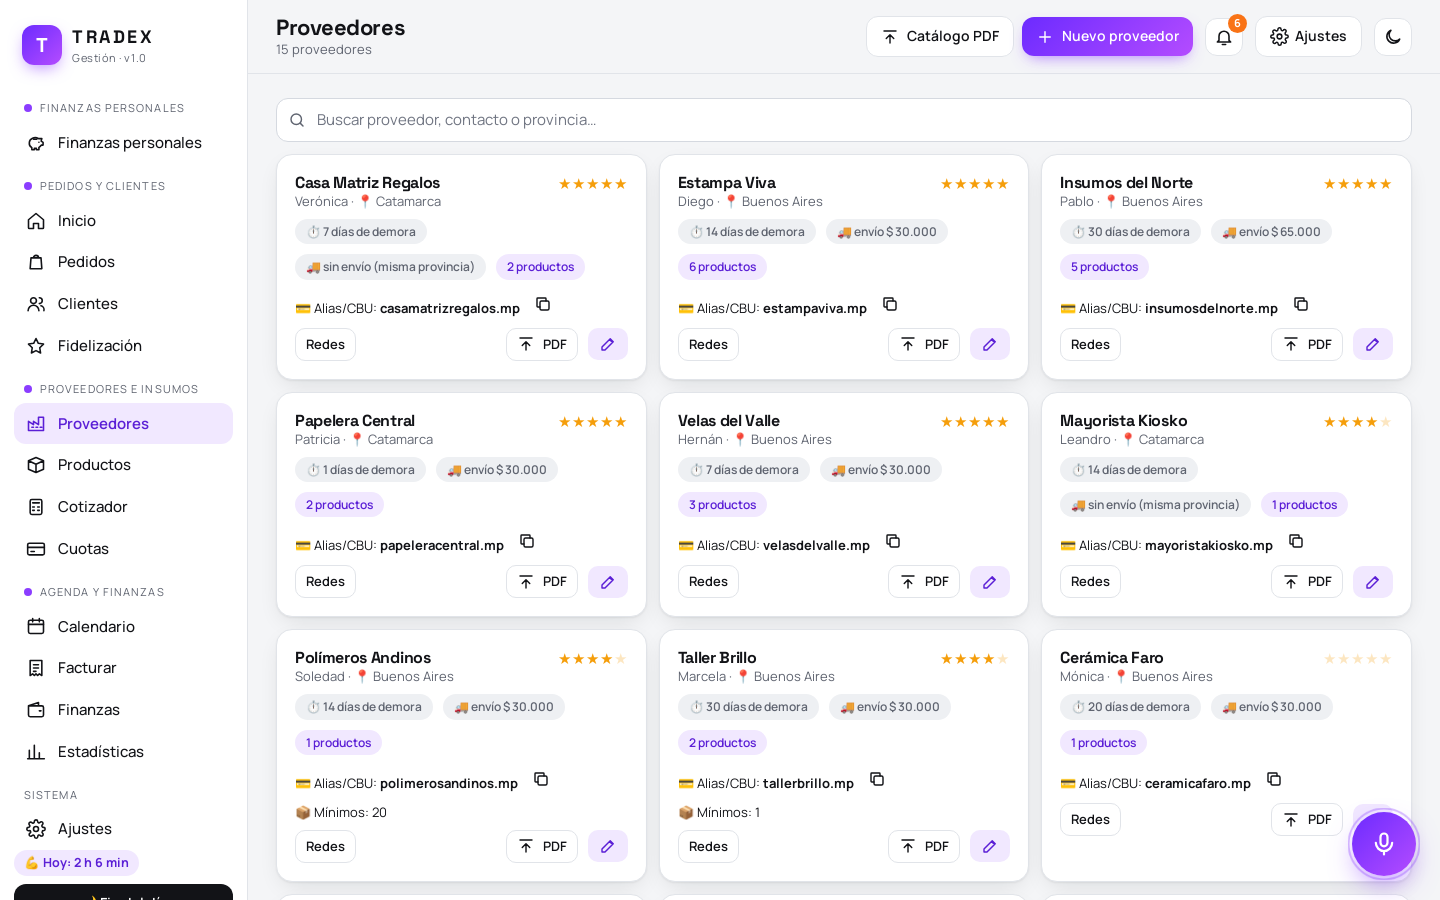 T
TRADEX
Gestión · v1.0
FINANZAS PERSONALES
Finanzas personales
PEDIDOS Y CLIENTES
Inicio
Pedidos
Clientes
Fidelización
PROVEEDORES E INSUMOS
Proveedores
Productos
Cotizador
Cuotas
AGENDA Y FINANZAS
Calendario
Facturar
Finanzas
Estadísticas
SISTEMA
Ajustes
💪 Hoy: 2 h 6 min
Proveedores
15 proveedores
Catálogo PDF
Nuevo proveedor
6
Ajustes
Buscar proveedor, contacto o provincia...
Casa Matriz Regalos ★★★★★
Verónica · 📍 Catamarca
⏱️ 7 días de demora
🚚 sin envío (misma provincia) 2 productos
💳 Alias/CBU: casamatrizregalos.mp
Redes PDF
Estampa Viva ★★★★★
Diego · 📍 Buenos Aires
⏱️ 14 días de demora 🚚 envío $ 30.000
6 productos
💳 Alias/CBU: estampaviva.mp
Redes PDF
Insumos del Norte ★★★★★
Pablo · 📍 Buenos Aires
⏱️ 30 días de demora 🚚 envío $ 65.000
5 productos
💳 Alias/CBU: insumosdelnorte.mp
Redes PDF
Papelera Central ★★★★★
Patricia · 📍 Catamarca
⏱️ 1 días de demora 🚚 envío $ 30.000
2 productos
💳 Alias/CBU: papeleracentral.mp
Redes PDF
Velas del Valle ★★★★★
Hernán · 📍 Buenos Aires
⏱️ 7 días de demora 🚚 envío $ 30.000
3 productos
💳 Alias/CBU: velasdelvalle.mp
Redes PDF
Mayorista Kiosko ★★★★★
Leandro · 📍 Catamarca
⏱️ 14 días de demora
🚚 sin envío (misma provincia) 1 productos
💳 Alias/CBU: mayoristakiosko.mp
Redes PDF
Polímeros Andinos ★★★★★
Soledad · 📍 Buenos Aires
⏱️ 14 días de demora 🚚 envío $ 30.000
1 productos
💳 Alias/CBU: polimerosandinos.mp
📦 Mínimos: 20
Redes PDF
Taller Brillo ★★★★★
Marcela · 📍 Buenos Aires
⏱️ 30 días de demora 🚚 envío $ 30.000
2 productos
💳 Alias/CBU: tallerbrillo.mp
📦 Mínimos: 1
Redes PDF
Cerámica Faro ★★★★★
Mónica · 📍 Buenos Aires
⏱️ 20 días de demora 🚚 envío $ 30.000
1 productos
💳 Alias/CBU: ceramicafaro.mp
Redes PDF